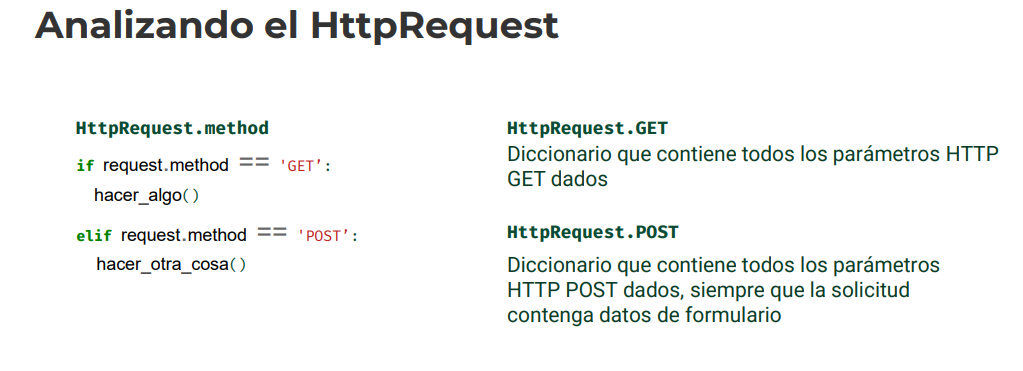 Analizando el HttpRequest
HttpRequest.method
if request.method == 'GET’:
hacer_algo()
elif request.method == 'POST’:
hacer_otra_cosa()
HttpRequest.GET
Diccionario que contiene todos los parámetros HTTP
GET dados
HttpRequest.POST
Diccionario que contiene todos los parámetros
HTTP POST dados, siempre que la solicitud
contenga datos de formulario